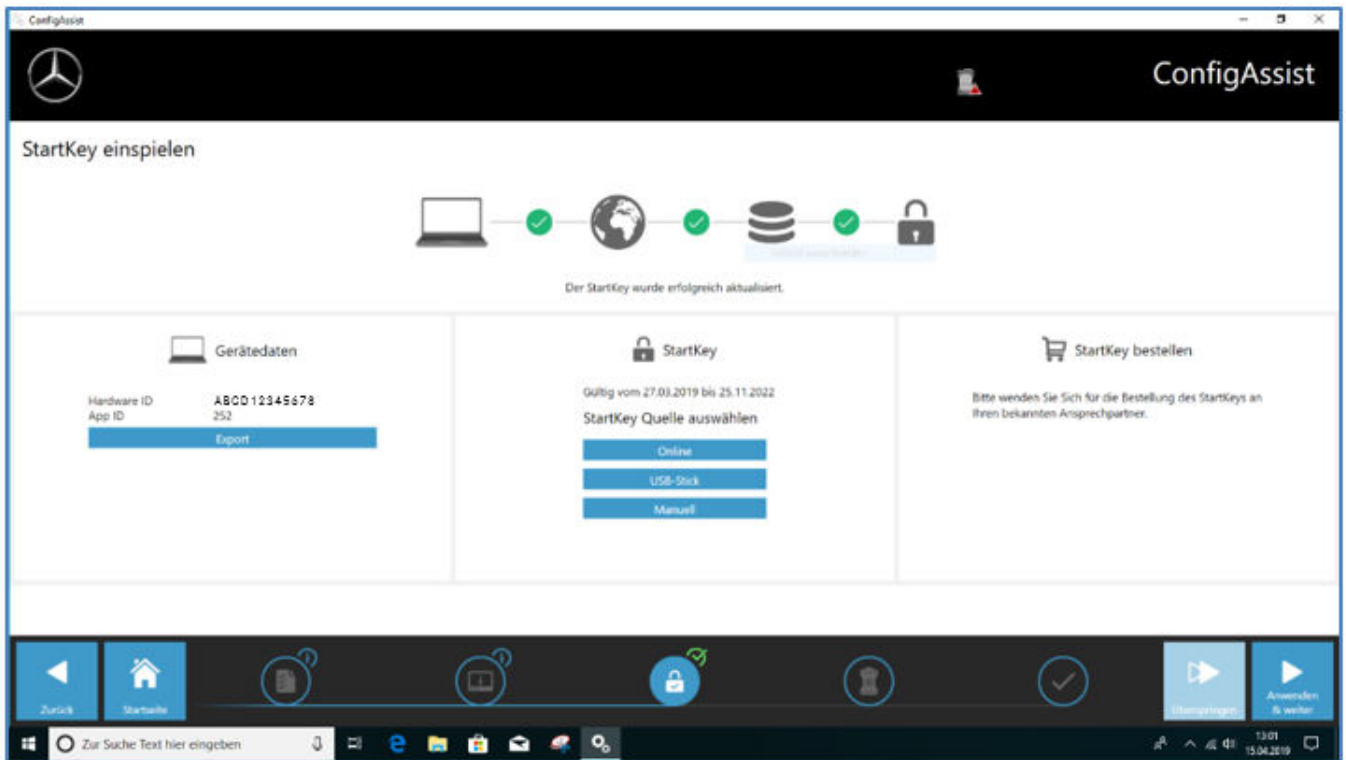 ConfigAssist
ConfigAssist
StartKey einspielen
Der StartKey wurde erfolgreich aktualisiert.
Gerätedaten
Hardware ID ABCD12345678
App ID 252
Export
StartKey
Gültig vom 27.03.2019 bis 25.11.2022
StartKey Quelle auswählen
Online
USB-Stick
Manuell
StartKey bestellen
Bitte wenden Sie Sich für die Bestellung des StartKeys an
Ihren bekannten Ansprechpartner.
Zurück
Startseite
Überspringen
Anwenden
& weiter
Zur Suche Text hier eingeben
13:01
15.04.2019